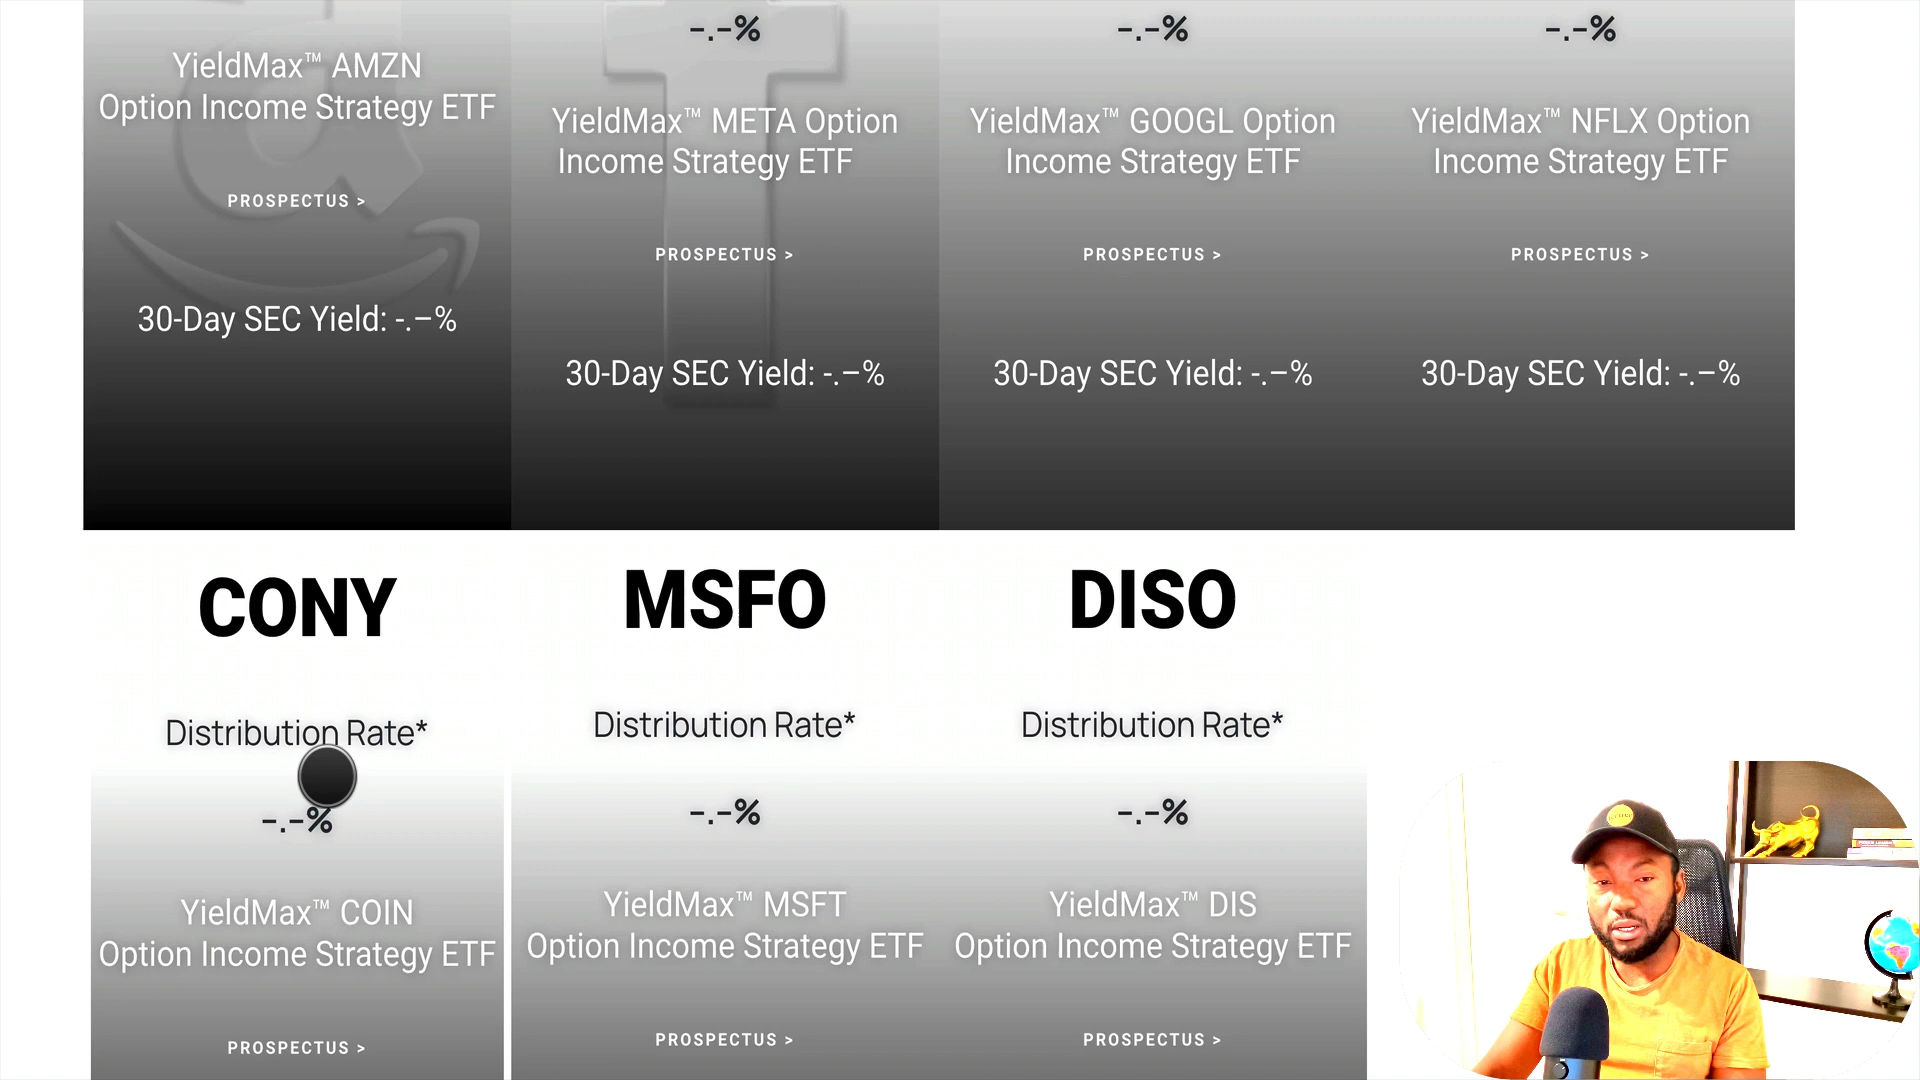 YieldMax™ AMZN
Option Income Strategy ETF
PROSPECTUS >
30-Day SEC Yield: -.–%
–.–%
YieldMax™ META Option
Income Strategy ETF
PROSPECTUS >
30-Day SEC Yield: -.–%
–.–%
YieldMax™ GOOGL Option
Income Strategy ETF
PROSPECTUS >
30-Day SEC Yield: -.–%
–.–%
YieldMax™ NFLX Option
Income Strategy ETF
PROSPECTUS >
30-Day SEC Yield: -.–%
CONY
Distribution Rate*
–.–%
YieldMax™ COIN
Option Income Strategy ETF
PROSPECTUS >
MSFO
Distribution Rate*
–.–%
YieldMax™ MSFT
Option Income Strategy ETF
PROSPECTUS >
DISO
Distribution Rate*
–.–%
YieldMax™ DIS
Option Income Strategy ETF
PROSPECTUS >